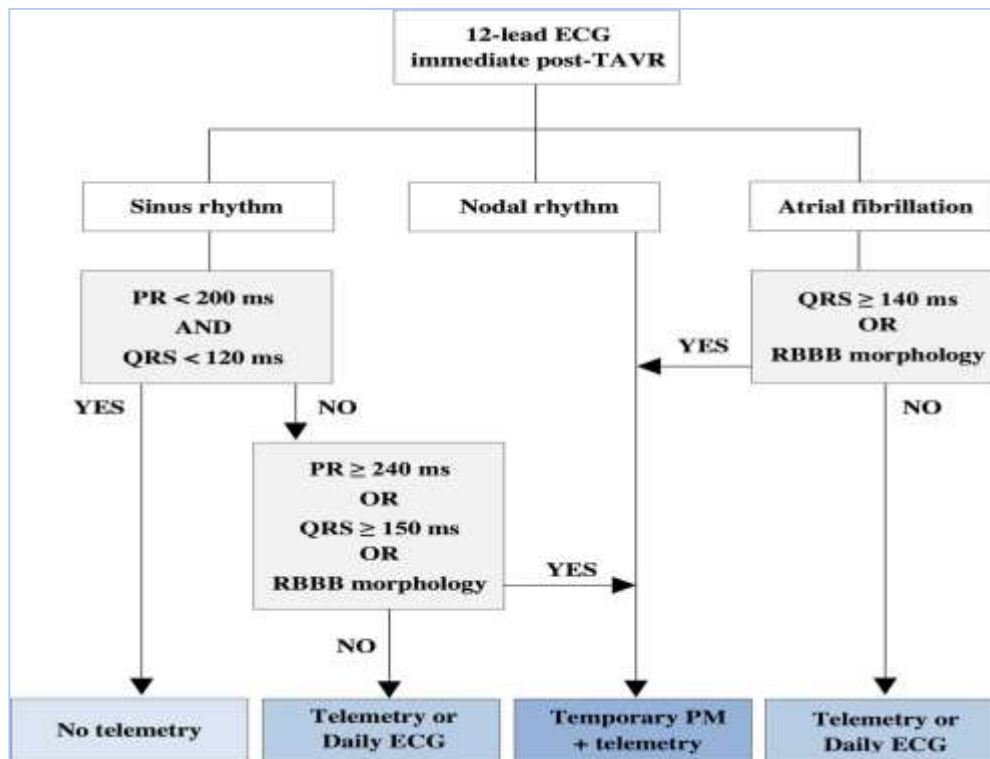 12-lead ECG
immediate post-TAVR
Sinus rhythm
Nodal rhythm
Atrial fibrillation
PR < 200 ms
AND
QRS < 120 ms
QRS ≥ 140 ms
OR
RBBB morphology
YES
YES
NO
NO
PR ≥ 240 ms
OR
QRS ≥ 150 ms
OR
RBBB morphology
YES
NO
No telemetry
Telemetry or
Daily ECG
Temporary PM
+ telemetry
Telemetry or
Daily ECG